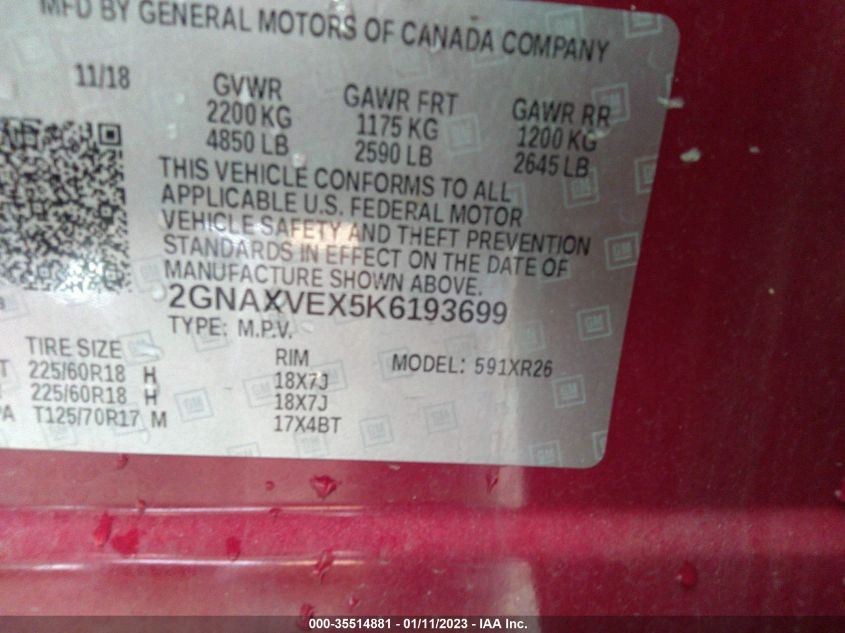 MFD BY GENERAL MOTORS OF CANADA COMPANY
11/18 GVWR GAWR FRT GAWR RR
2200 KG 1175 KG 1200 KG
4850 LB 2590 LB 2645 LB
THIS VEHICLE CONFORMS TO ALL
APPLICABLE U.S. FEDERAL MOTOR
VEHICLE SAFETY AND THEFT PREVENTION
STANDARDS IN EFFECT ON THE DATE OF
MANUFACTURE SHOWN ABOVE.
2GNAXVEX5K6193699
TYPE: M.P.V.
TIRE SIZE RIM MODEL: 591XR26
225/60R18 H 18X7J
225/60R18 H 18X7J
T125/70R17 M 17X4BT
000-35514881 - 01/11/2023 - IAA Inc.